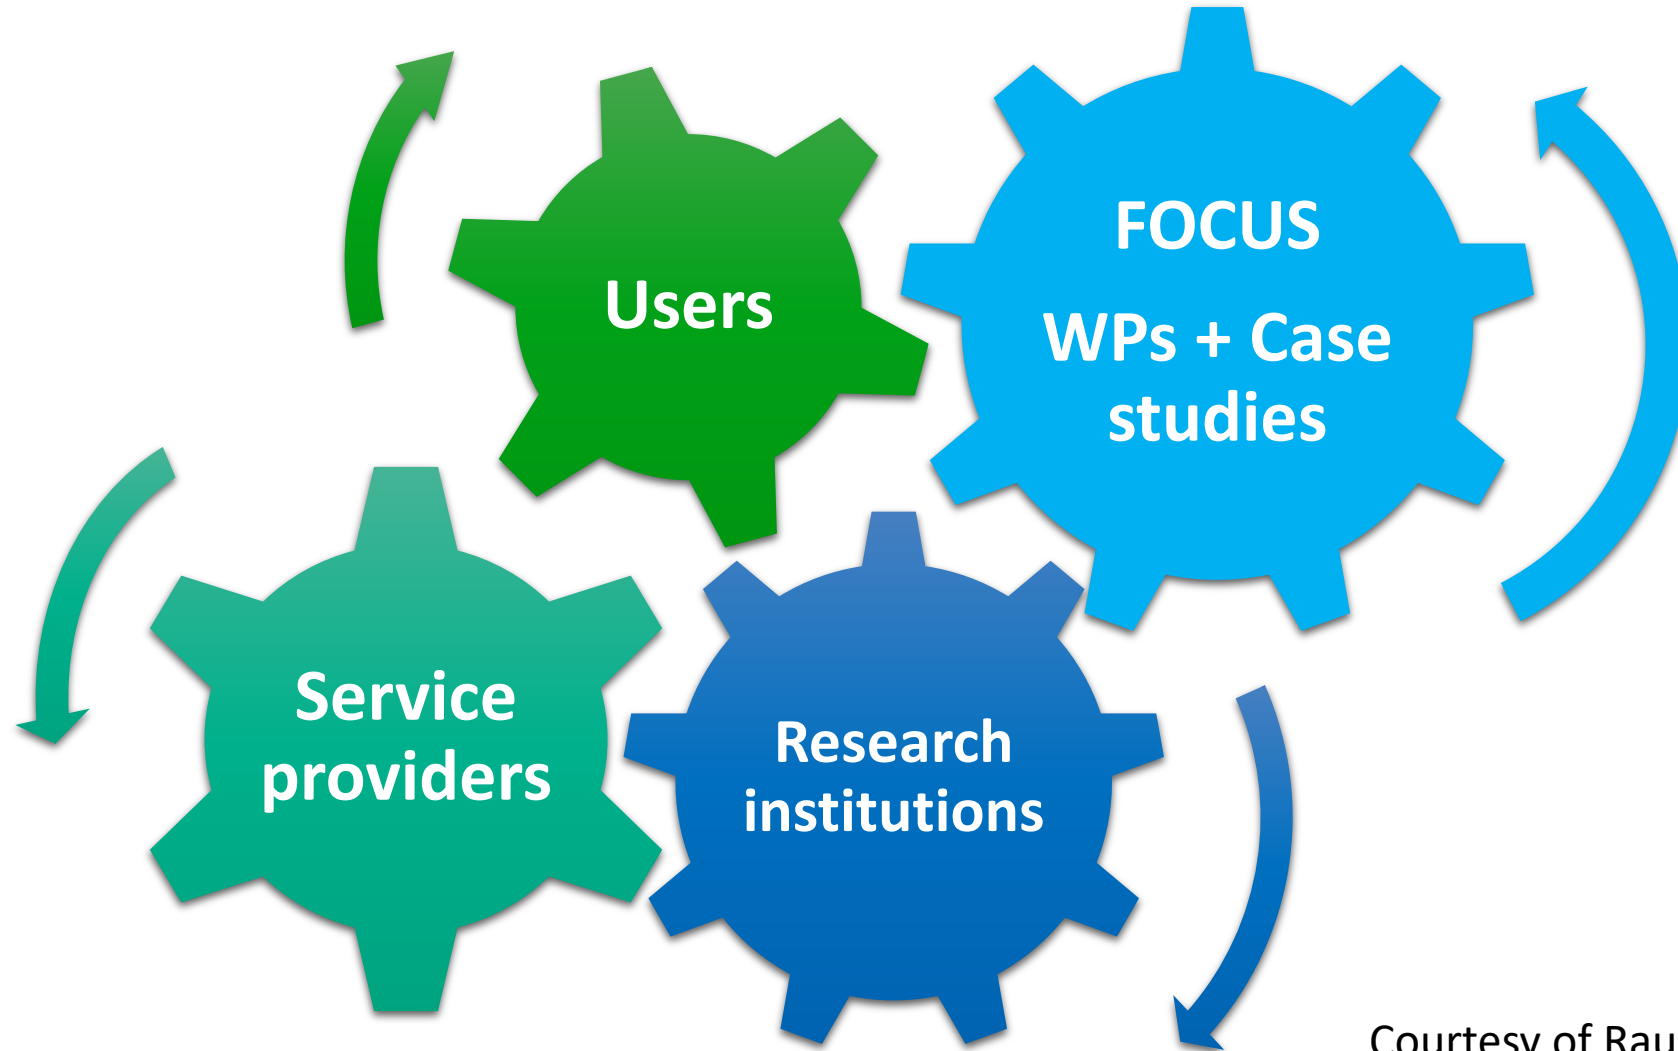 FOCUS
WPs + Case
studies
Users
Service
providers
Research
institutions
Courtesy of